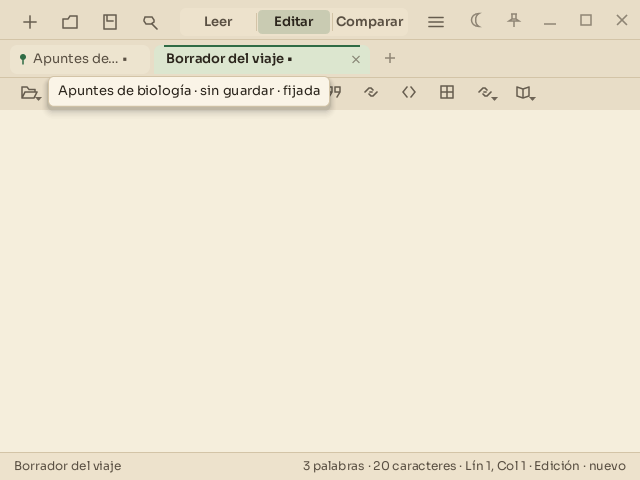 Leer Editar Comparar
Apuntes de... • Borrador del viaje •
Apuntes de biología · sin guardar · fijada
Borrador del viaje 3 palabras · 20 caracteres · Lín 1, Col 1 · Edición · nuevo